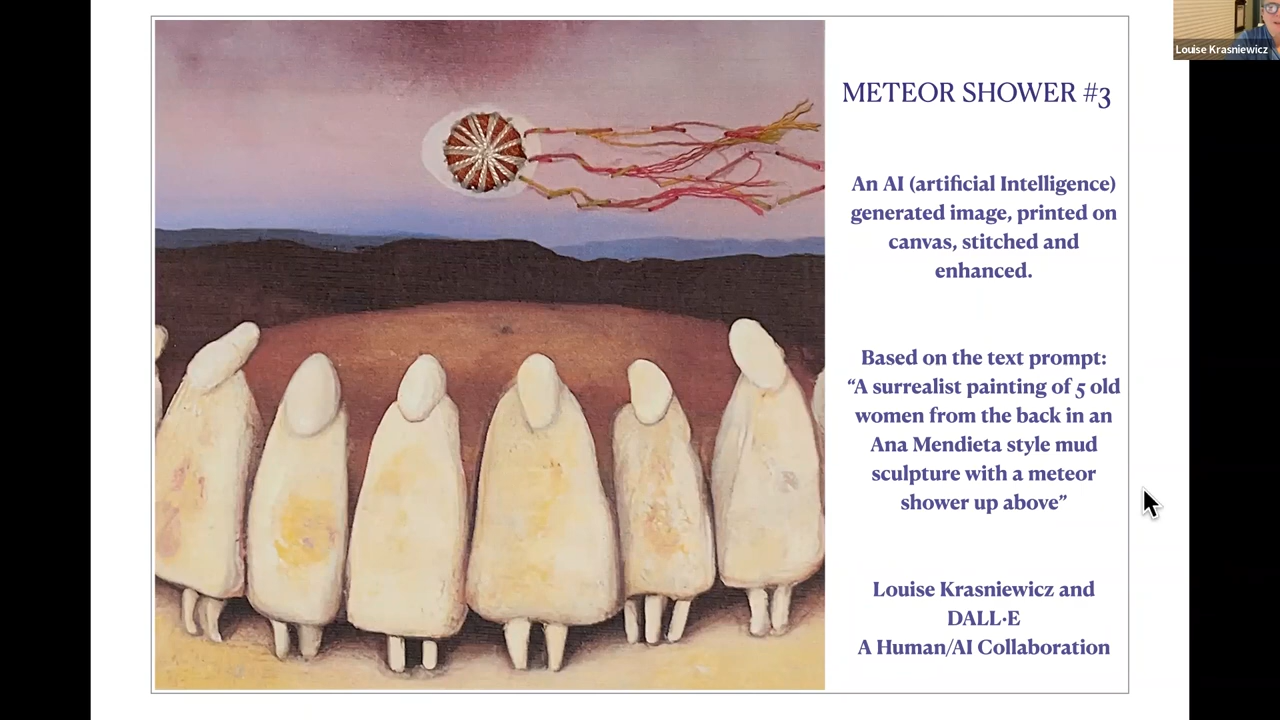 Louise Krasniewicz
METEOR SHOWER #3
An AI (artificial Intelligence)
generated image, printed on
canvas, stitched and
enhanced.
Based on the text prompt:
“A surrealist painting of 5 old
women from the back in an
Ana Mendieta style mud
sculpture with a meteor
shower up above”
Louise Krasniewicz and
DALL·E
A Human/AI Collaboration